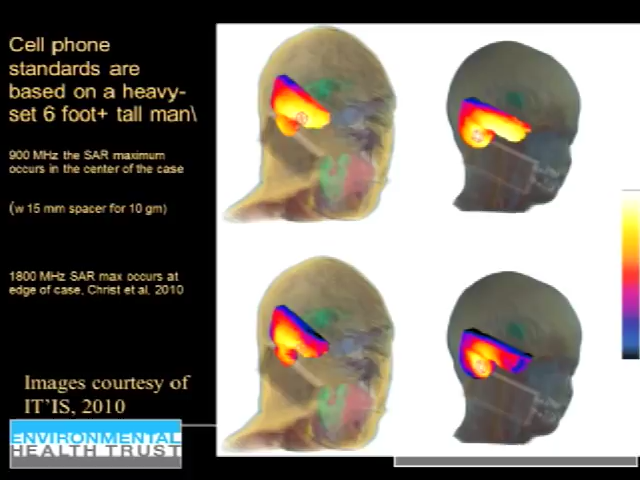 Cell phone
standards are
based on a heavy-
set 6 foot+ tall man\
900 MHz the SAR maximum
occurs in the center of the case
(w 15 mm spacer for 10 gm)
1800 MHz SAR max occurs at
edge of case, Christ et al, 2010
Images courtesy of
IT'IS, 2010
ENVIRONMENTAL
HEALTH TRUST